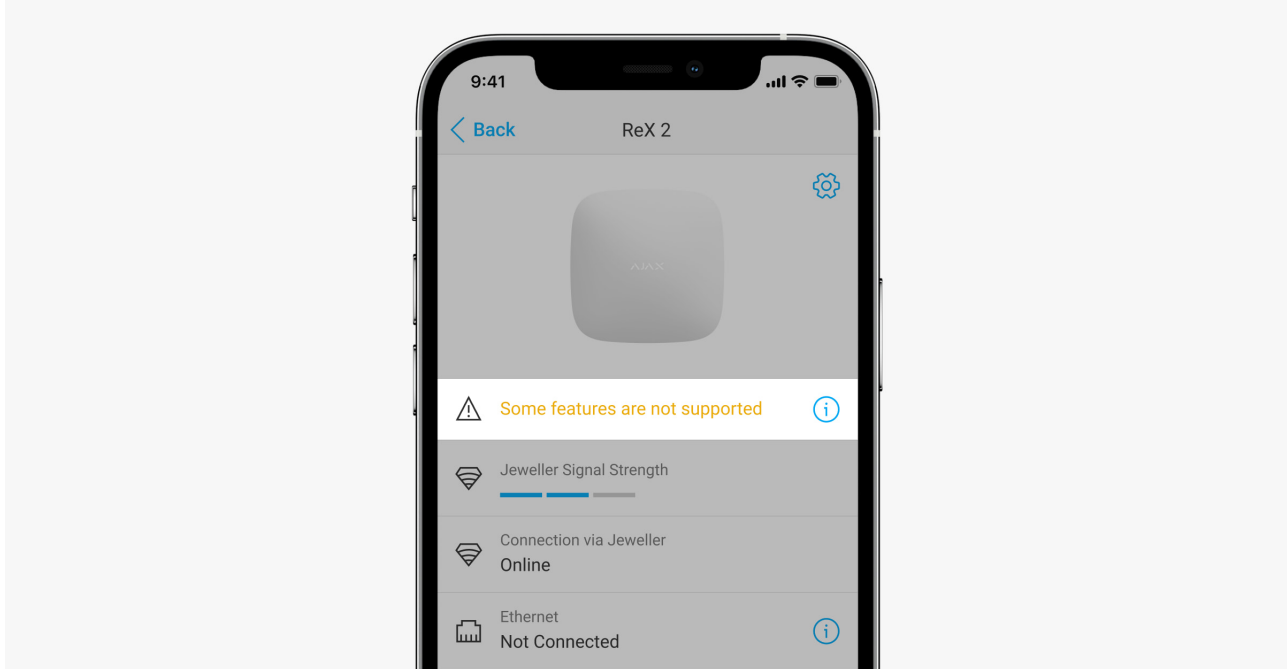 9:41
Back
ReX 2
AJAX
Some features are not supported
Jeweller Signal Strength
Connection via Jeweller
Online
Ethernet
Not Connected